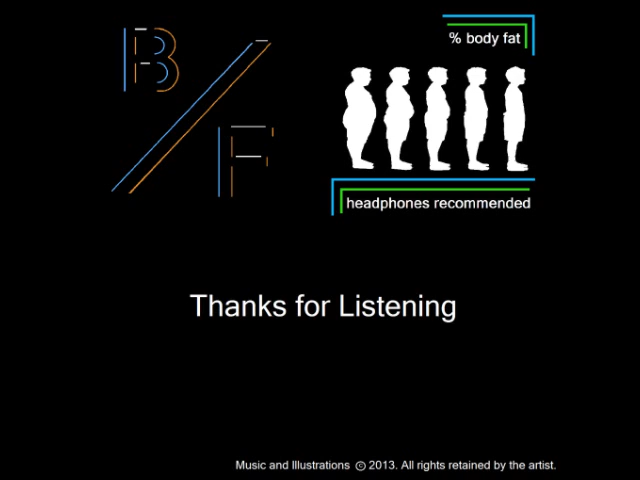 B/F
% body fat
headphones recommended
Thanks for Listening
Music and Illustrations © 2013. All rights retained by the artist.